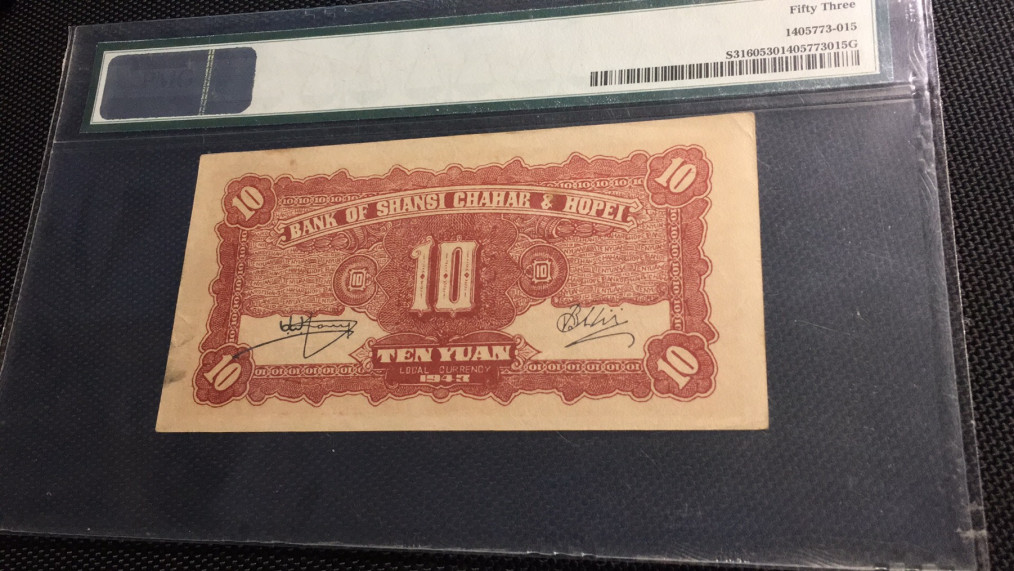 Fifty Three
1405773-015
S31605301405773015G
10 10
BANK OF SHANSI CHAHAR & HOPEI
10
10 10
TEN YUAN
LOCAL CURRENCY
1943
10 10